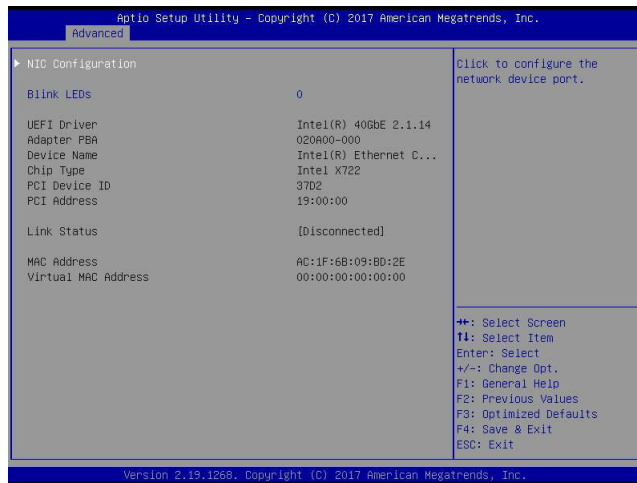 Aptio Setup Utility – Copyright (C) 2017 American Megatrends, Inc.
Advanced
▶ NIC Configuration
Blink LEDs 0
UEFI Driver Intel(R) 40GbE 2.1.14
Adapter PBA 020A00-000
Device Name Intel(R) Ethernet C...
Chip Type Intel X722
PCI Device ID 37D2
PCI Address 19:00:00
Link Status [Disconnected]
MAC Address AC:1F:6B:09:BD:2E
Virtual MAC Address 00:00:00:00:00:00
Click to configure the
network device port.
→←: Select Screen
↑↓: Select Item
Enter: Select
+/-: Change Opt.
F1: General Help
F2: Previous Values
F3: Optimized Defaults
F4: Save & Exit
ESC: Exit
Version 2.19.1268. Copyright (C) 2017 American Megatrends, Inc.